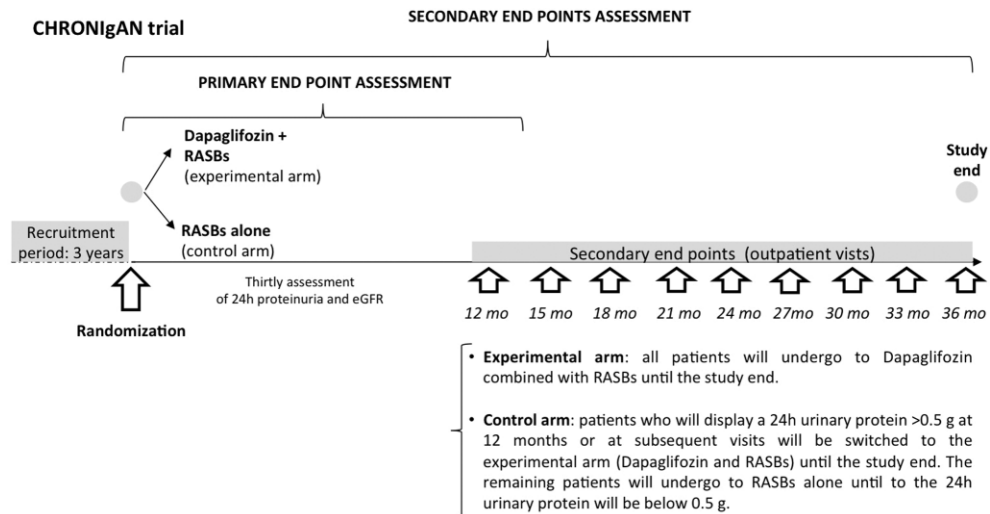 CHRONIgAN trial
SECONDARY END POINTS ASSESSMENT
PRIMARY END POINT ASSESSMENT
Dapaglifozin +
RASBs
(experimental arm)
Study
end
Recruitment
period: 3 years
RASBs alone
(control arm)
Secondary end points (outpatient vists)
Thirtly assessment
of 24h proteinuria and eGFR
Randomization
12 mo
15 mo
18 mo
21 mo
24 mo
27mo
30 mo
33 mo
36 mo
• Experimental arm: all patients will undergo to Dapaglifozin
combined with RASBs until the study end.
• Control arm: patients who will display a 24h urinary protein >0.5 g at
12 months or at subsequent visits will be switched to the
experimental arm (Dapaglifozin and RASBs) until the study end. The
remaining patients will undergo to RASBs alone until to the 24h
urinary protein will be below 0.5 g.